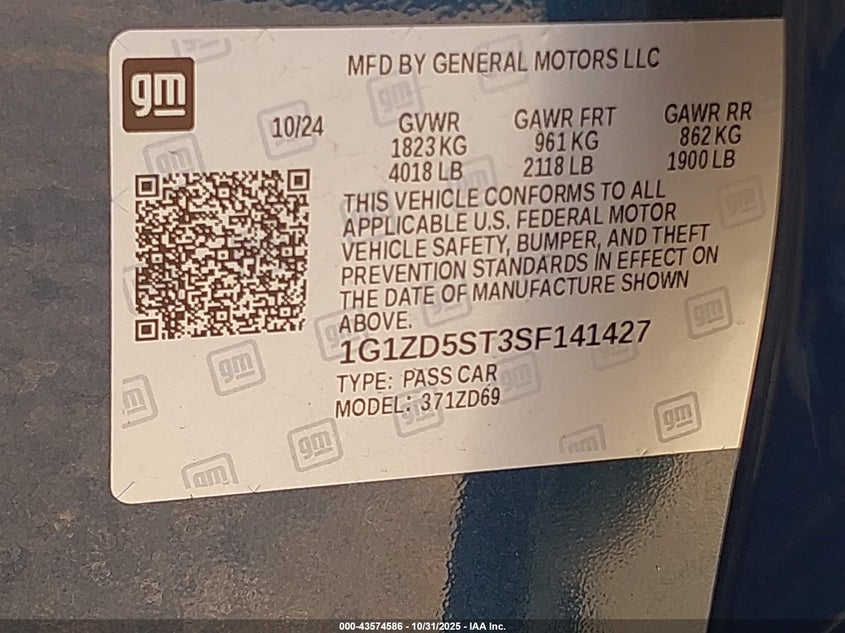 gm
MFD BY GENERAL MOTORS LLC
10/24
GVWR
1823 KG
4018 LB
GAWR FRT
961 KG
2118 LB
GAWR RR
862 KG
1900 LB
THIS VEHICLE CONFORMS TO ALL
APPLICABLE U.S. FEDERAL MOTOR
VEHICLE SAFETY, BUMPER, AND THEFT
PREVENTION STANDARDS IN EFFECT ON
THE DATE OF MANUFACTURE SHOWN
ABOVE.
1G1ZD5ST3SF141427
TYPE: PASS CAR
MODEL: 371ZD69
000-43574586 - 10/31/2025 - IAA Inc.